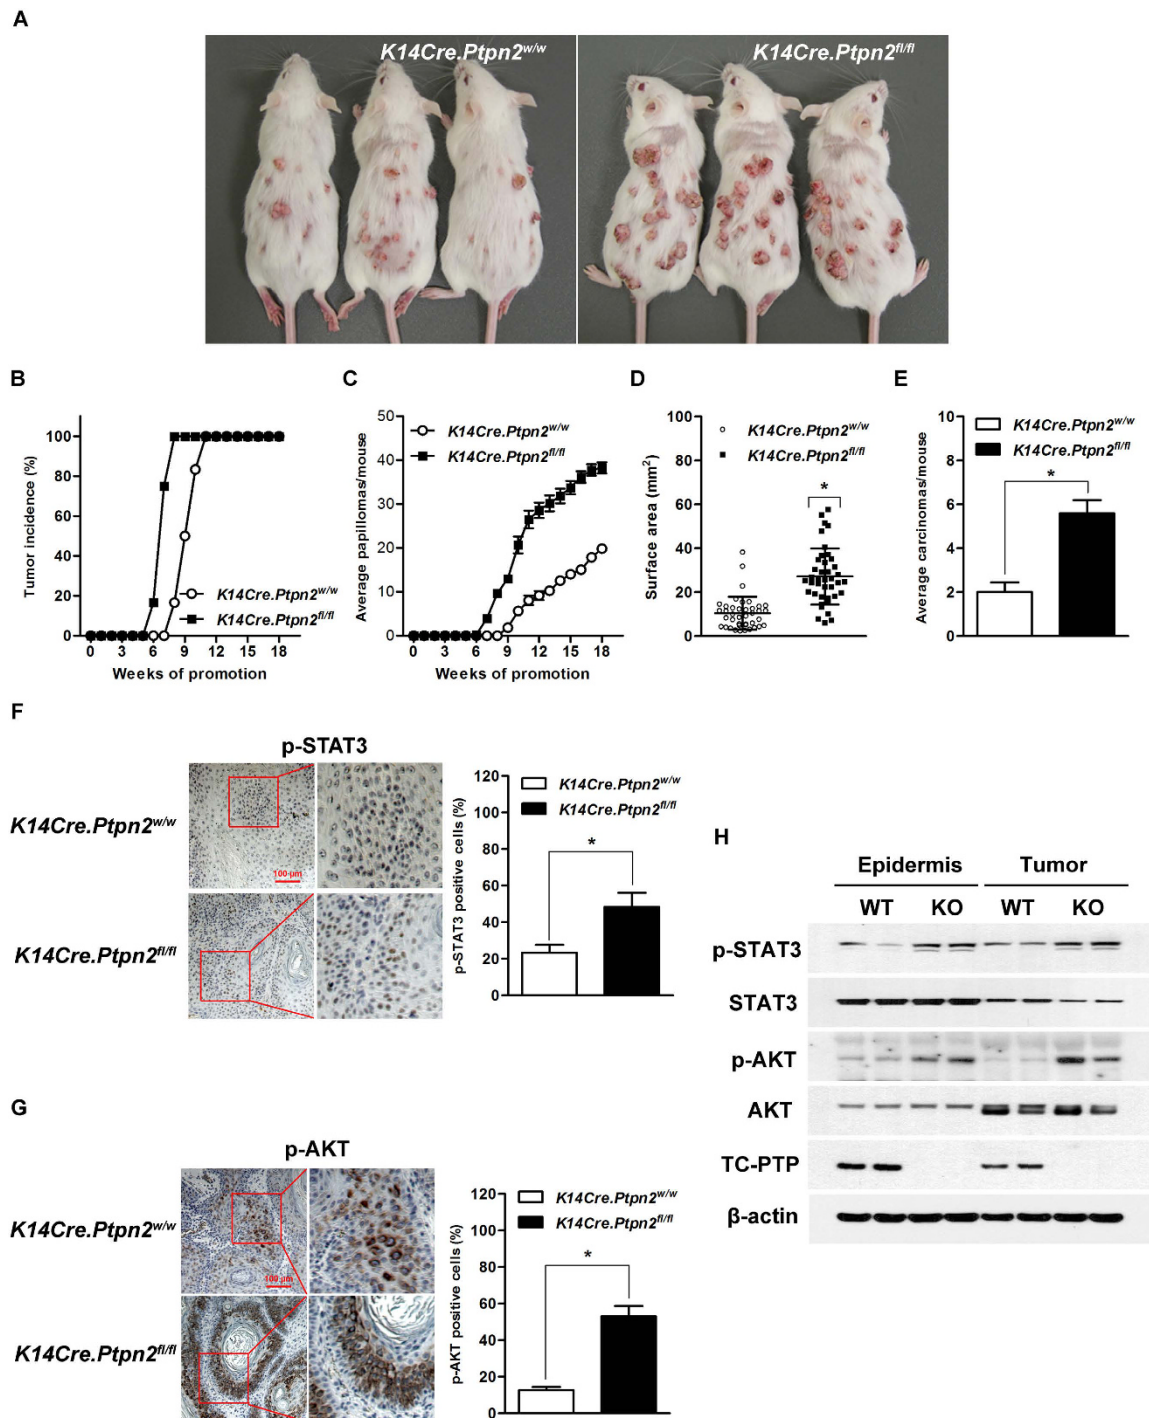 A
K14Cre.Ptpn2w/w
K14Cre.Ptpn2fl/fl
B
Tumor incidence (%)
100
80
60
40
20
0
K14Cre.Ptpn2w/w
K14Cre.Ptpn2fl/fl
0 3 6 9 12 15 18
Weeks of promotion
C
Average papillomas/mouse
50
40
30
20
10
0
K14Cre.Ptpn2w/w
K14Cre.Ptpn2fl/fl
0 3 6 9 12 15 18
Weeks of promotion
D
Surface area (mm2)
100
80
60
40
20
0
K14Cre.Ptpn2w/w
K14Cre.Ptpn2fl/fl
*
E
Average carcinomas/mouse
10
8
6
4
2
0
K14Cre.Ptpn2w/w
K14Cre.Ptpn2fl/fl
*
F
p-STAT3
K14Cre.Ptpn2w/w
K14Cre.Ptpn2fl/fl
100 μm
p-STAT3 positive cells (%)
120
100
80
60
40
20
0
K14Cre.Ptpn2w/w
K14Cre.Ptpn2fl/fl
*
G
p-AKT
K14Cre.Ptpn2w/w
K14Cre.Ptpn2fl/fl
100 μm
p-AKT positive cells (%)
120
100
80
60
40
20
0
K14Cre.Ptpn2w/w
K14Cre.Ptpn2fl/fl
*
H
Epidermis Tumor
WT KO WT KO
p-STAT3
STAT3
p-AKT
AKT
TC-PTP
β-actin